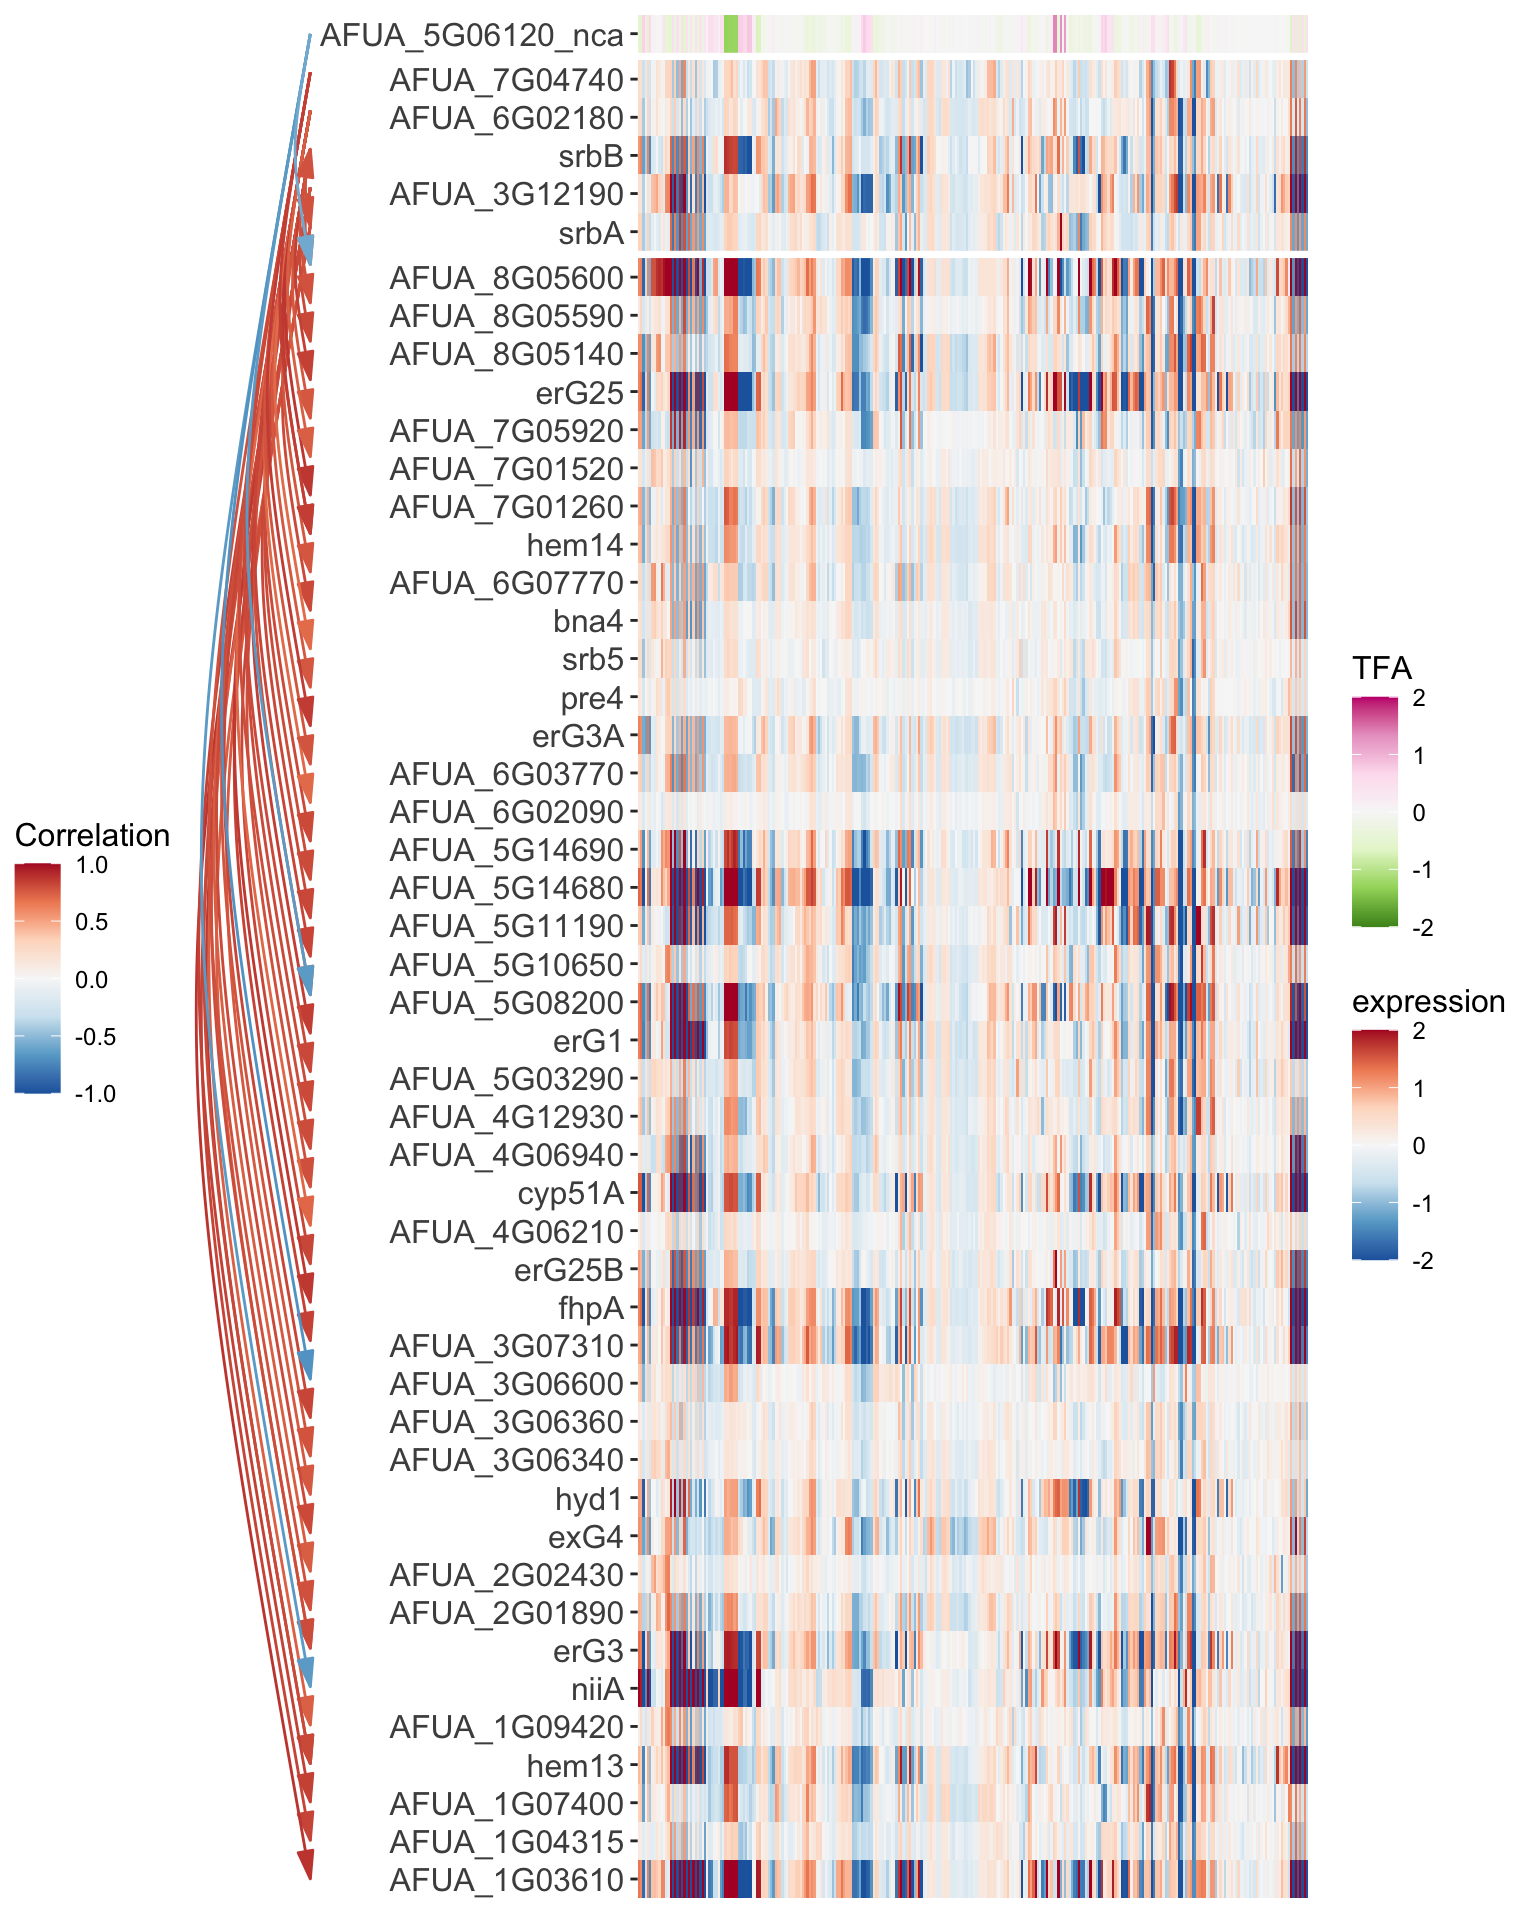 AFUA_5G06120_nca
AFUA_7G04740
AFUA_6G02180
srbB
AFUA_3G12190
srbA
AFUA_8G05600
AFUA_8G05590
AFUA_8G05140
erG25
AFUA_7G05920
AFUA_7G01520
AFUA_7G01260
hem14
AFUA_6G07770
bna4
srb5
pre4
erG3A
AFUA_6G03770
AFUA_6G02090
AFUA_5G14690
AFUA_5G14680
AFUA_5G11190
AFUA_5G10650
AFUA_5G08200
erG1
AFUA_5G03290
AFUA_4G12930
AFUA_4G06940
cyp51A
AFUA_4G06210
erG25B
fhpA
AFUA_3G07310
AFUA_3G06600
AFUA_3G06360
AFUA_3G06340
hyd1
exG4
AFUA_2G02430
AFUA_2G01890
erG3
niiA
AFUA_1G09420
hem13
AFUA_1G07400
AFUA_1G04315
AFUA_1G03610
Correlation
1.0
0.5
0.0
-0.5
-1.0
TFA
2
1
0
-1
-2
expression
2
1
0
-1
-2